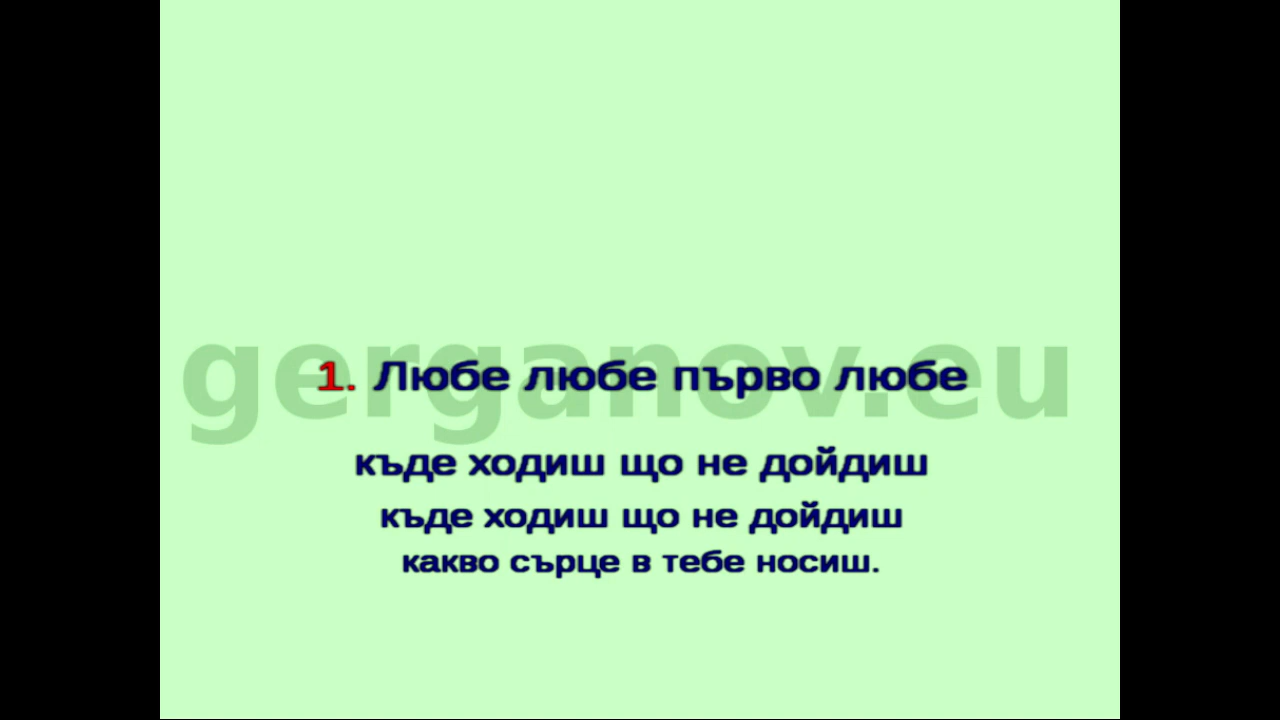 gerganov.eu
1. Любе любе първо любе
къде ходиш що не дойдиш
къде ходиш що не дойдиш
какво сърце в тебе носиш.